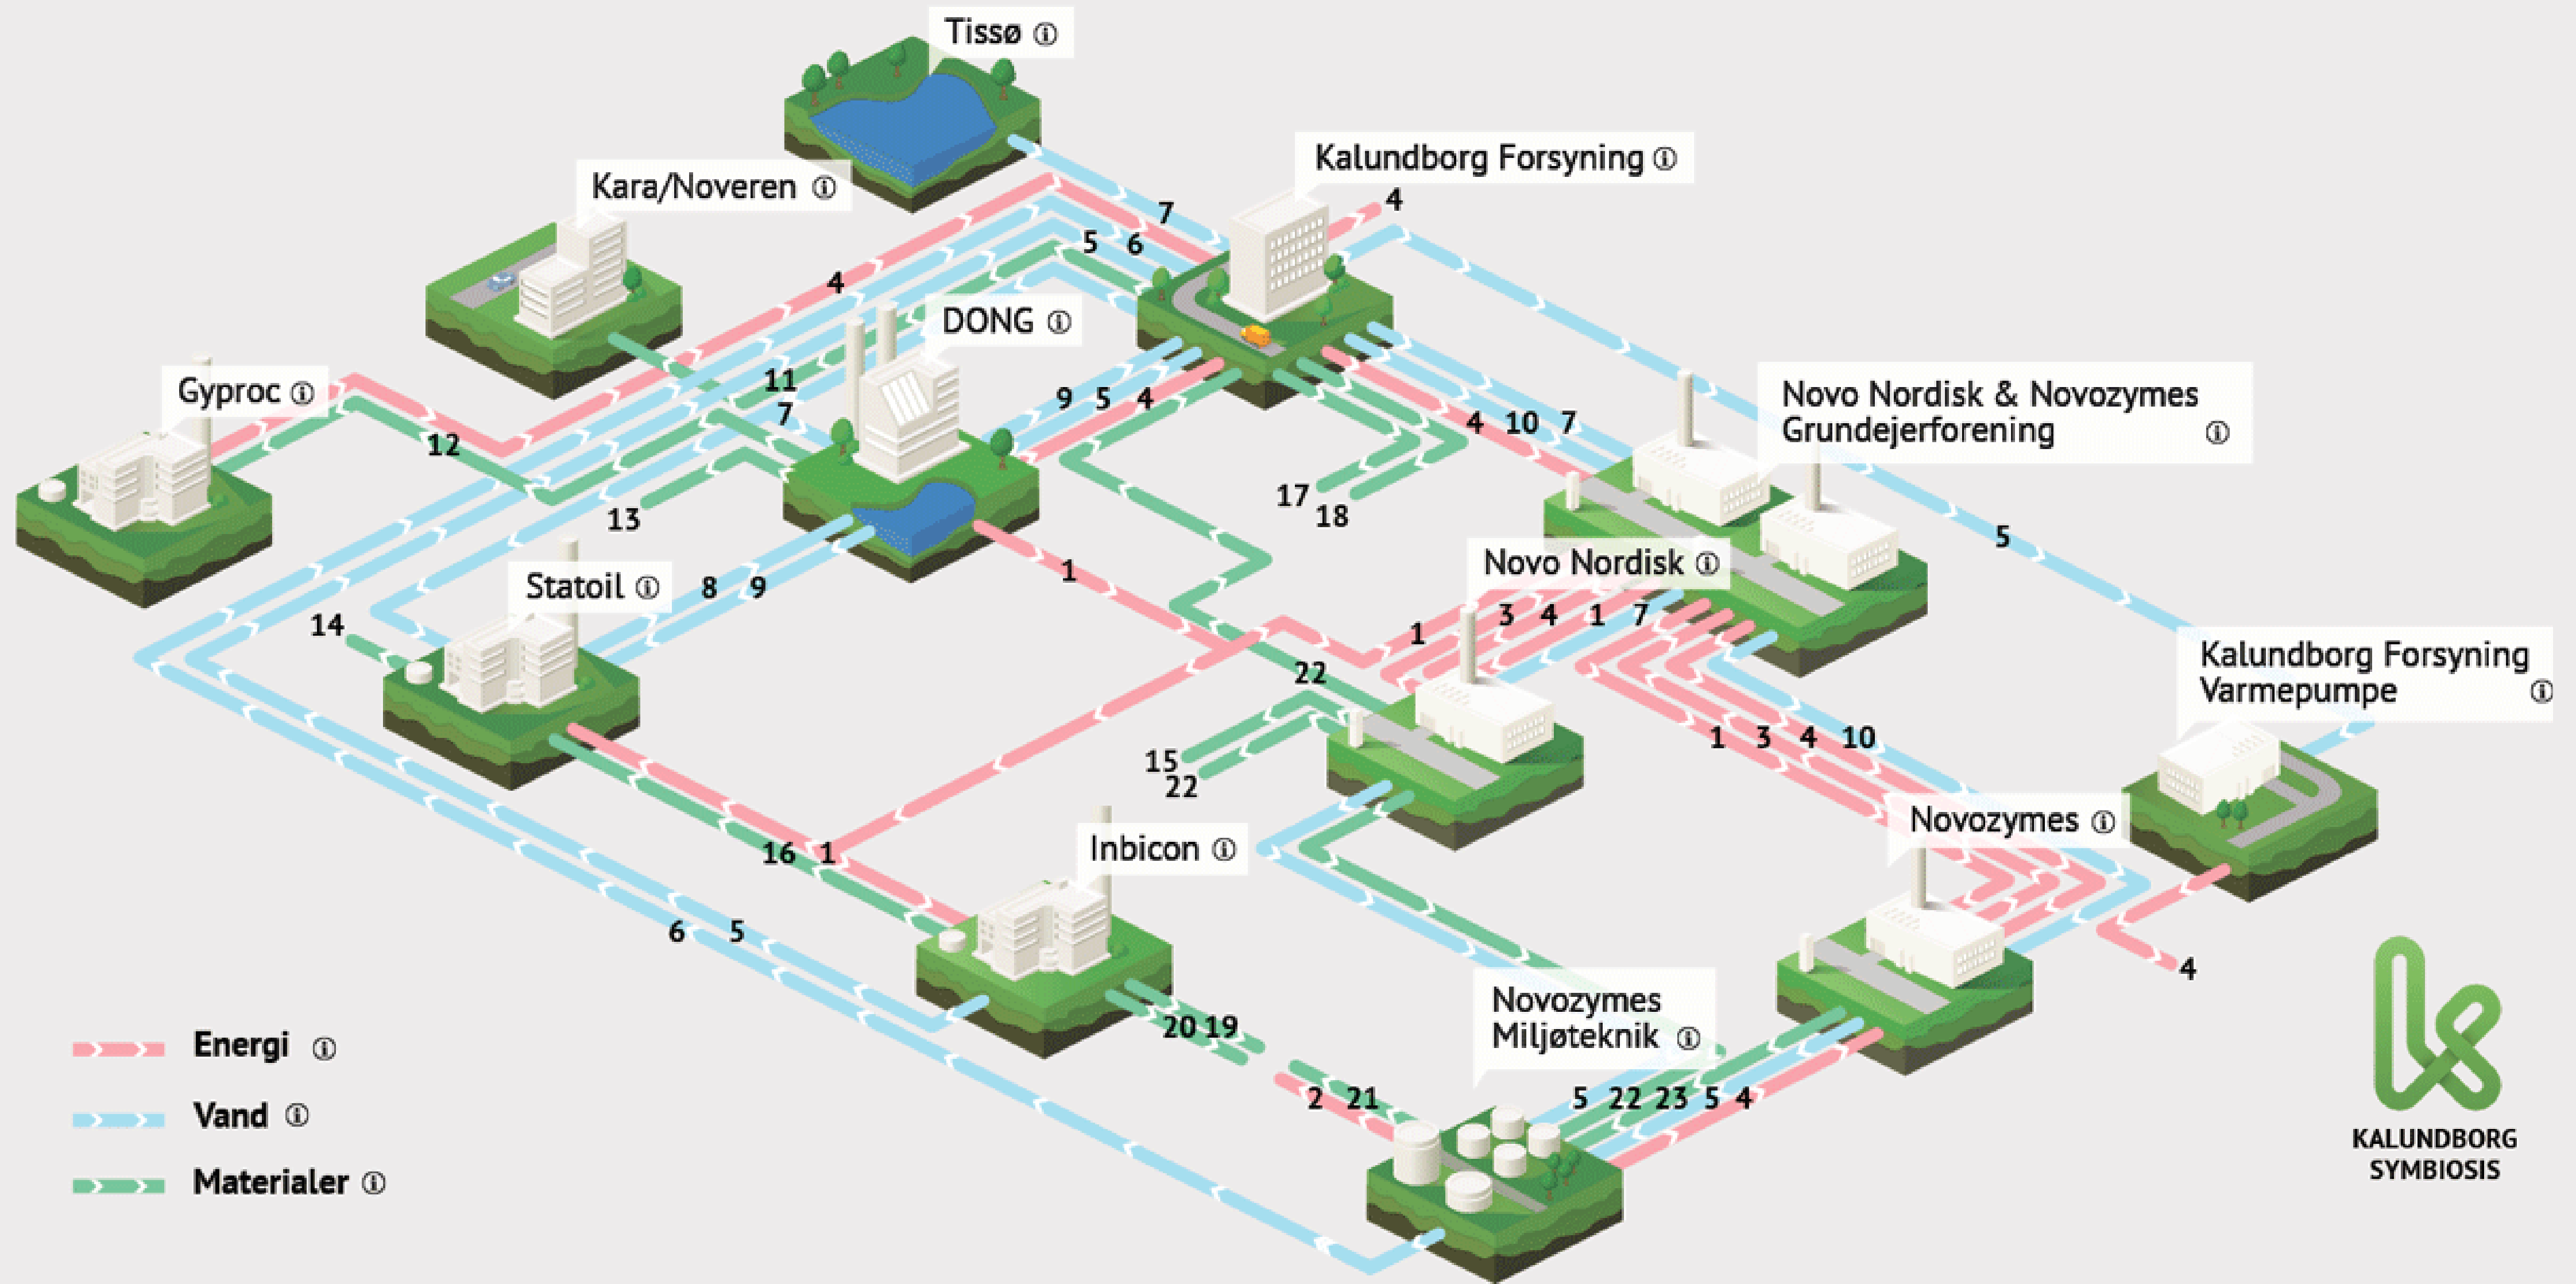 Tissø
Kalundborg Forsyning
Kara/Noveren
4
7
5 6
4
DONG
Gyproc
11
7
9 5 4
12
4 10 7
Novo Nordisk & Novozymes
Grundejerforening
13
17
18
5
Novo Nordisk
Statoil
8 9
1
14
1
3 4 1 7
22
Kalundborg Forsyning
Varmepumpe
15
22
1 3 4 10
16 1
Inbicon
Novozymes
6 5
4
20 19
Novozymes
Miljøteknik
2 21
5 22 23 5 4
Energi
Vand
Materialer
KALUNDBORG
SYMBIOSIS